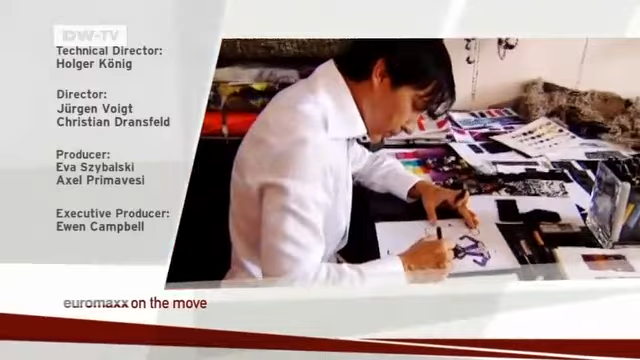 DW-TV
Technical Director:
Holger König
Director:
Jürgen Voigt
Christian Dransfeld
Producer:
Eva Szybalski
Axel Primavesi
Executive Producer:
Ewen Campbell
euromaxx on the move